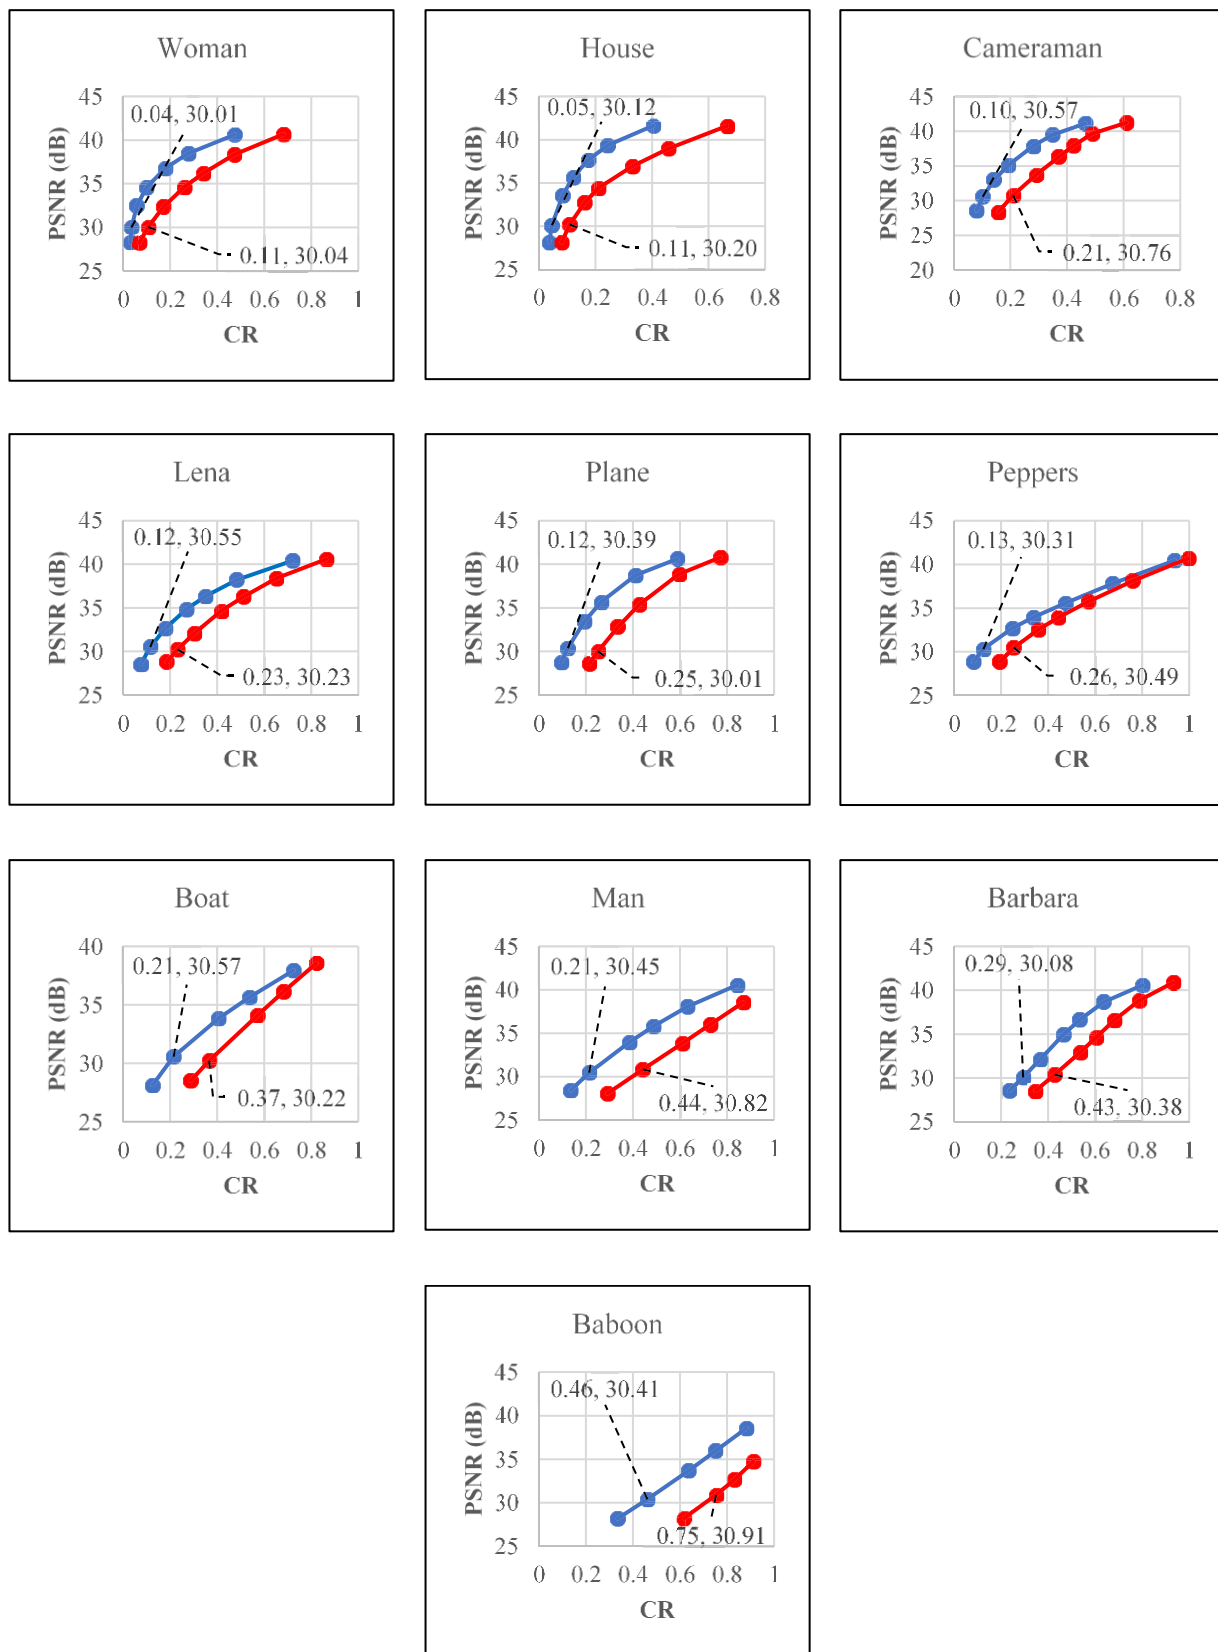 Woman
45
40
35
30
25
PSNR (dB)
0.04, 30.01
0.11, 30.04
0 0.2 0.4 0.6 0.8 1
CR
House
45
40
35
30
25
PSNR (dB)
0.05, 30.12
0.11, 30.20
0 0.2 0.4 0.6 0.8
CR
Cameraman
45
40
35
30
25
20
PSNR (dB)
0.10, 30.57
0.21, 30.76
0 0.2 0.4 0.6 0.8
CR
Lena
45
40
35
30
25
PSNR (dB)
0.12, 30.55
0.23, 30.23
0 0.2 0.4 0.6 0.8 1
CR
Plane
45
40
35
30
25
PSNR (dB)
0.12, 30.39
0.25, 30.01
0 0.2 0.4 0.6 0.8 1
CR
Peppers
45
40
35
30
25
PSNR (dB)
0.13, 30.31
0.26, 30.49
0 0.2 0.4 0.6 0.8 1
CR
Boat
40
35
30
25
PSNR (dB)
0.21, 30.57
0.37, 30.22
0 0.2 0.4 0.6 0.8 1
CR
Man
45
40
35
30
25
PSNR (dB)
0.21, 30.45
0.44, 30.82
0 0.2 0.4 0.6 0.8 1
CR
Barbara
45
40
35
30
25
PSNR (dB)
0.29, 30.08
0.43, 30.38
0 0.2 0.4 0.6 0.8 1
CR
Baboon
45
40
35
30
25
PSNR (dB)
0.46, 30.41
0.75, 30.91
0 0.2 0.4 0.6 0.8 1
CR